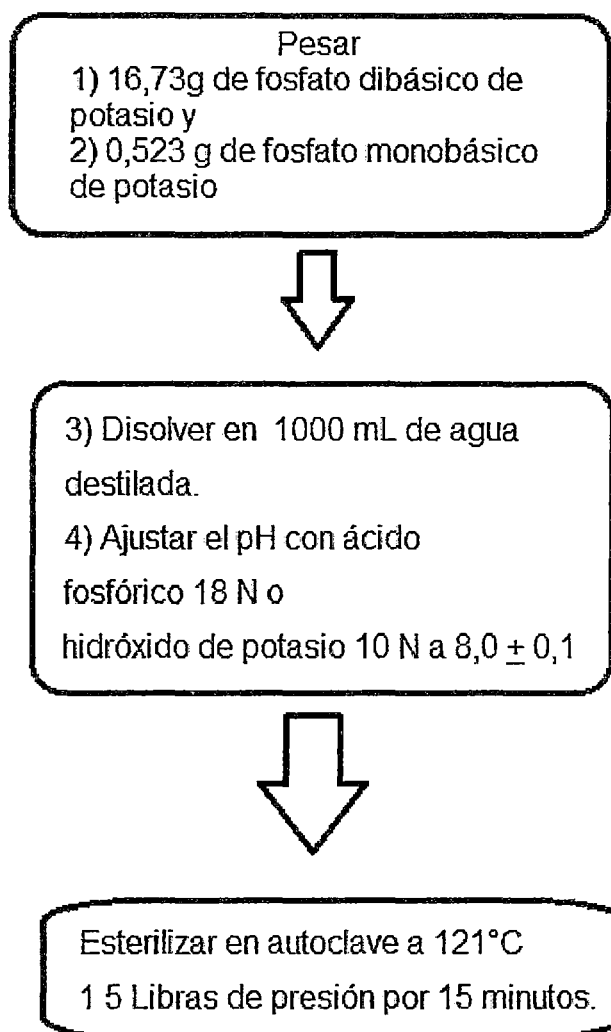 Pesar
1) 16,73g de fosfato dibásico de
potasio y
2) 0,523 g de fosfato monobásico
de potasio
3) Disolver en 1000 mL de agua
destilada.
4) Ajustar el pH con ácido
fosfórico 18 N o
hidróxido de potasio 10 N a 8,0 ± 0,1
Esterilizar en autoclave a 121°C
1 5 Libras de presión por 15 minutos.